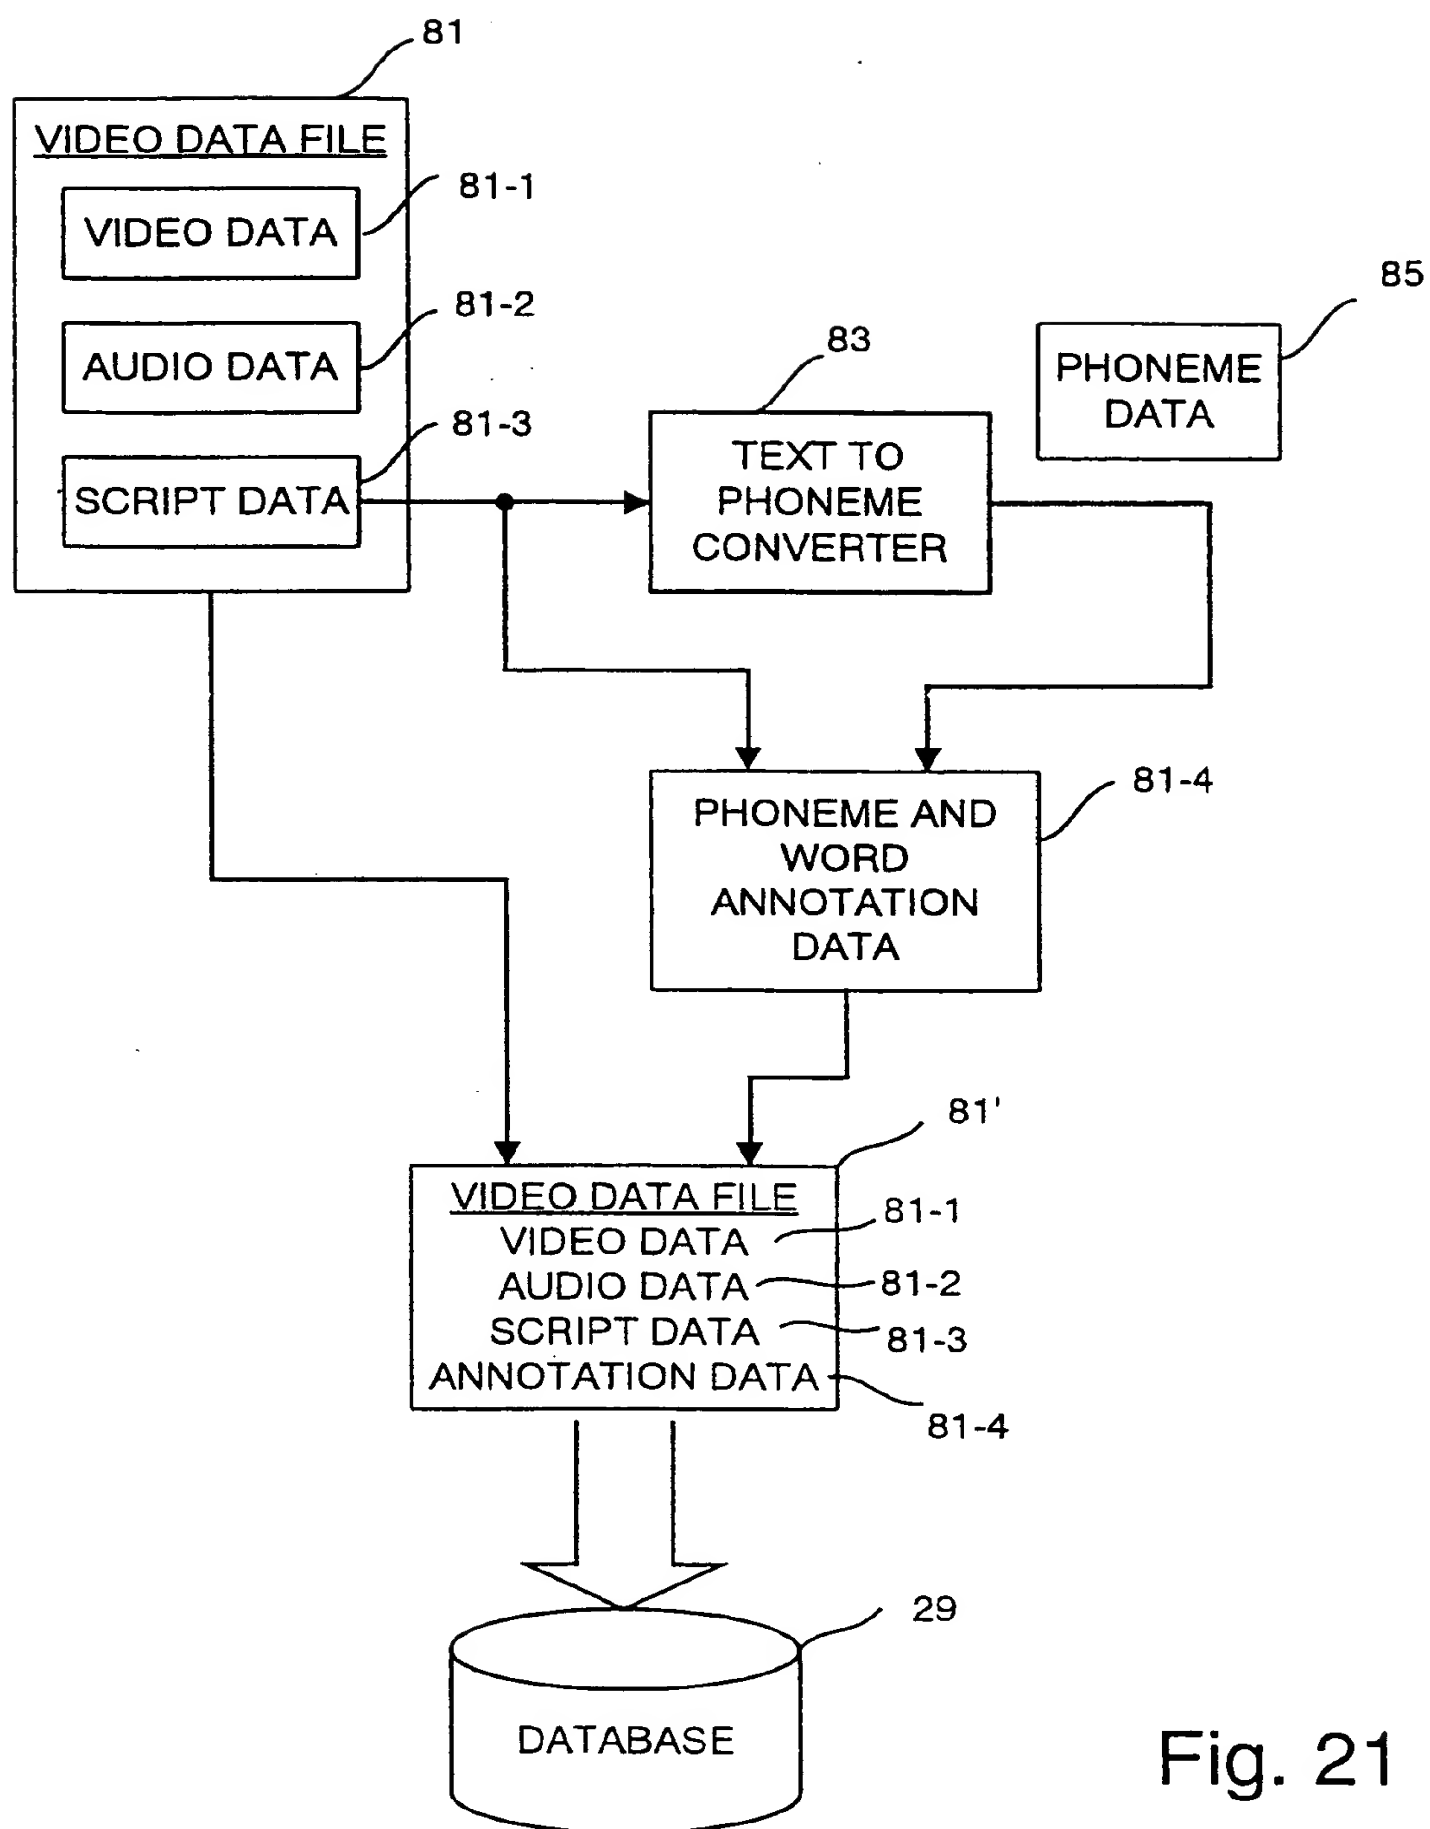 81
VIDEO DATA FILE
81-1
VIDEO DATA
81-2
AUDIO DATA
81-3
SCRIPT DATA
83
TEXT TO
PHONEME
CONVERTER
85
PHONEME
DATA
81-4
PHONEME AND
WORD
ANNOTATION
DATA
81'
VIDEO DATA FILE
VIDEO DATA
81-1
AUDIO DATA
81-2
SCRIPT DATA
81-3
ANNOTATION DATA
81-4
29
DATABASE
Fig. 21